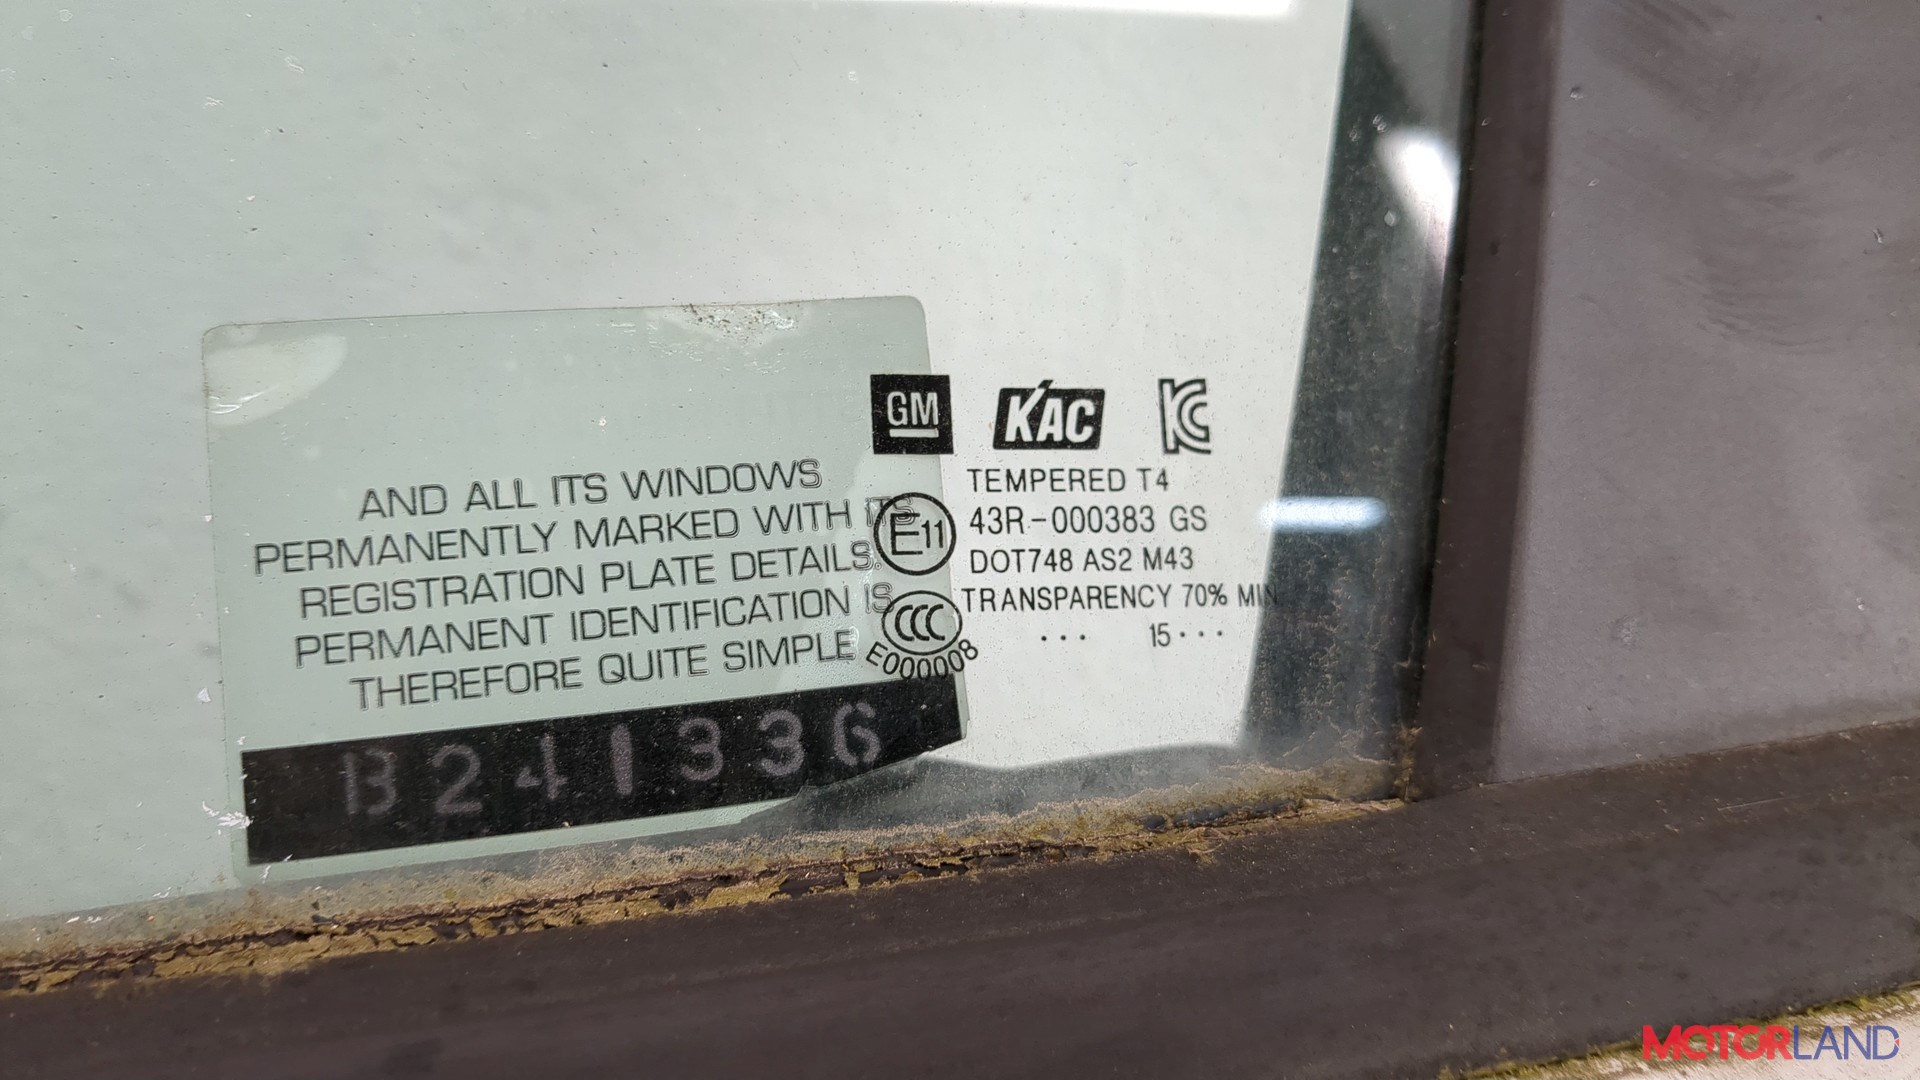 AND ALL ITS WINDOWS
PERMANENTLY MARKED WITH ITS
REGISTRATION PLATE DETAILS.
PERMANENT IDENTIFICATION IS
THEREFORE QUITE SIMPLE
B241336
GM
KAC
KC
TEMPERED T4
E11
43R-000383 GS
DOT748 AS2 M43
CCC
TRANSPARENCY 70% MIN
E000008
... 15...
MOTORLAND